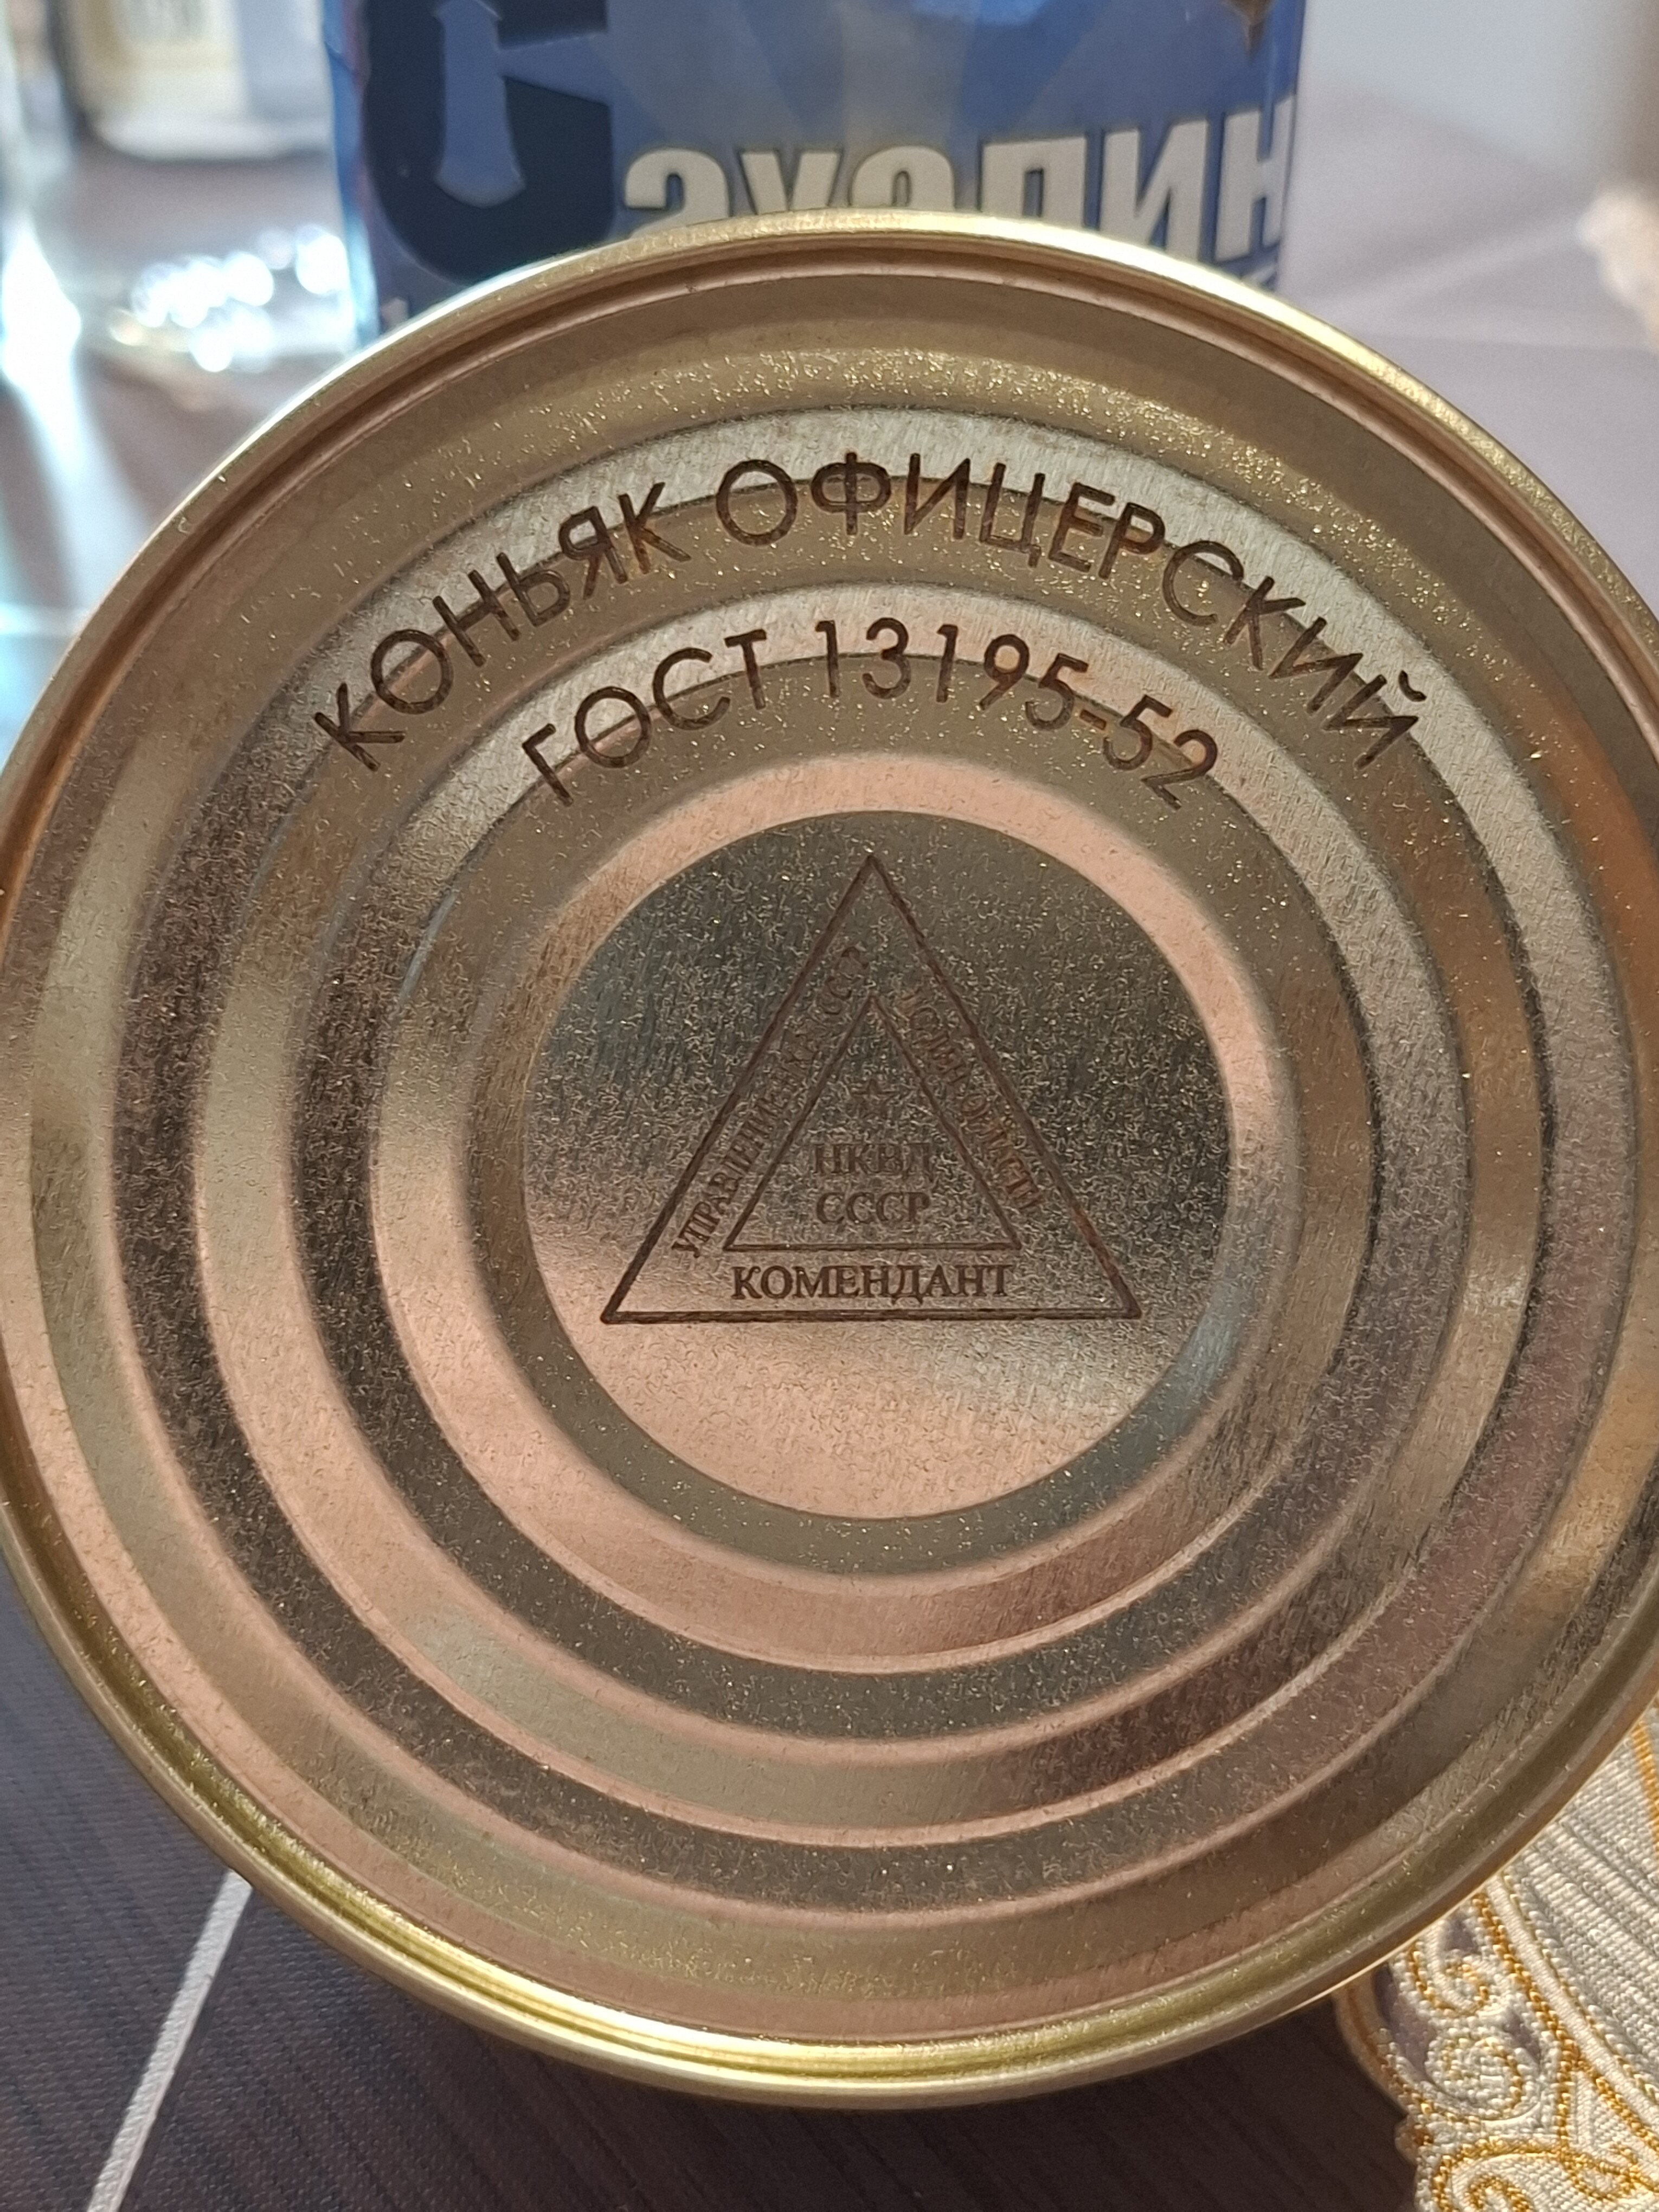 КОНЬЯК ОФИЦЕРСКИЙ
ГОСТ 13195-52
НКВД
СССР
КОМЕНДАНТ